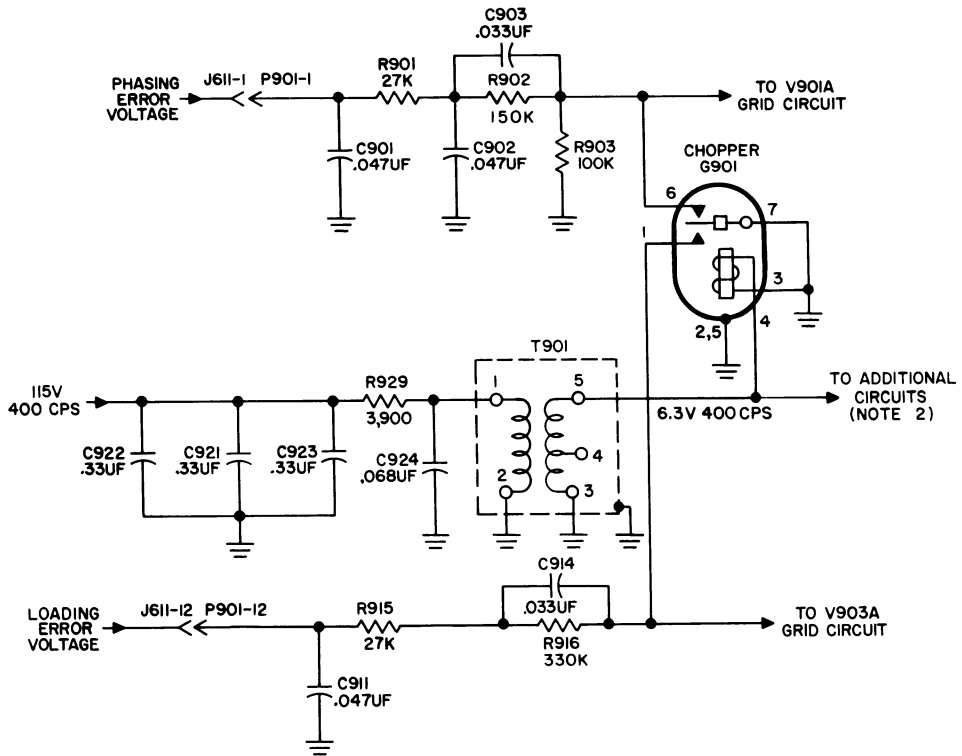 C903
.033UF
R901
27K
R902
150K
PHASING
ERROR
VOLTAGE
J611-1 P901-1
TO V901A
GRID CIRCUIT
C901
.047UF
C902
.047UF
R903
100K
CHOPPER
G901
6
7
1
3
2,5
4
T901
115V
400 CPS
R929
3,900
1
5
6.3V 400 CPS
TO ADDITIONAL
CIRCUITS
(NOTE 2)
C922
.33UF
C921
.33UF
C923
.33UF
C924
.068UF
4
2
3
C914
.033UF
LOADING
ERROR
VOLTAGE
J611-12 P901-12
R915
27K
R916
330K
TO V903A
GRID CIRCUIT
C911
.047UF